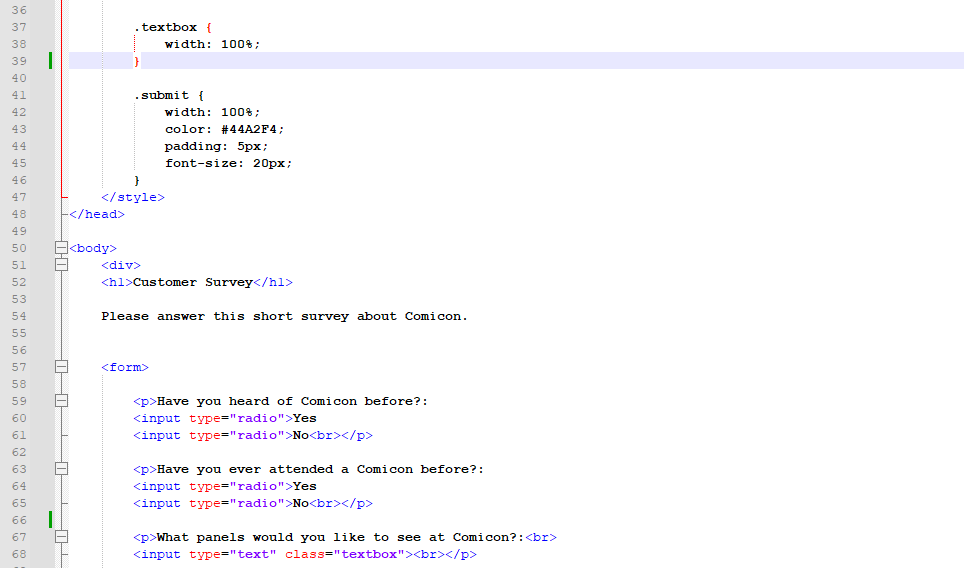 36
37 .textbox {
38 width: 100%;
39 }
40
41 .submit {
42 width: 100%;
43 color: #44A2F4;
44 padding: 5px;
45 font-size: 20px;
46 }
47 </style>
48 </head>
49
50 <body>
51 <div>
52 <h1>Customer Survey</h1>
53
54 Please answer this short survey about Comicon.
55
56
57 <form>
58
59 <p>Have you heard of Comicon before?:
60 <input type="radio">Yes
61 <input type="radio">No<br></p>
62
63 <p>Have you ever attended a Comicon before?:
64 <input type="radio">Yes
65 <input type="radio">No<br></p>
66
67 <p>What panels would you like to see at Comicon?:<br>
68 <input type="text" class="textbox"><br></p>